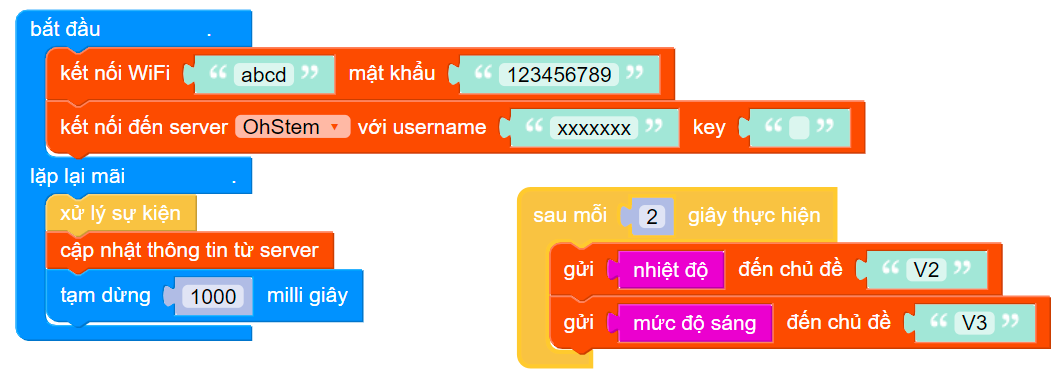 bắt đầu .
kết nối WiFi “ abcd ” mật khẩu “ 123456789 ”
kết nối đến server OhStem với username “ xxxxxxx ” key “ ”
lặp lại mãi .
xử lý sự kiện
cập nhật thông tin từ server
tạm dừng 1000 milli giây
sau mỗi 2 giây thực hiện
gửi nhiệt độ đến chủ đề “ V2 ”
gửi mức độ sáng đến chủ đề “ V3 ”